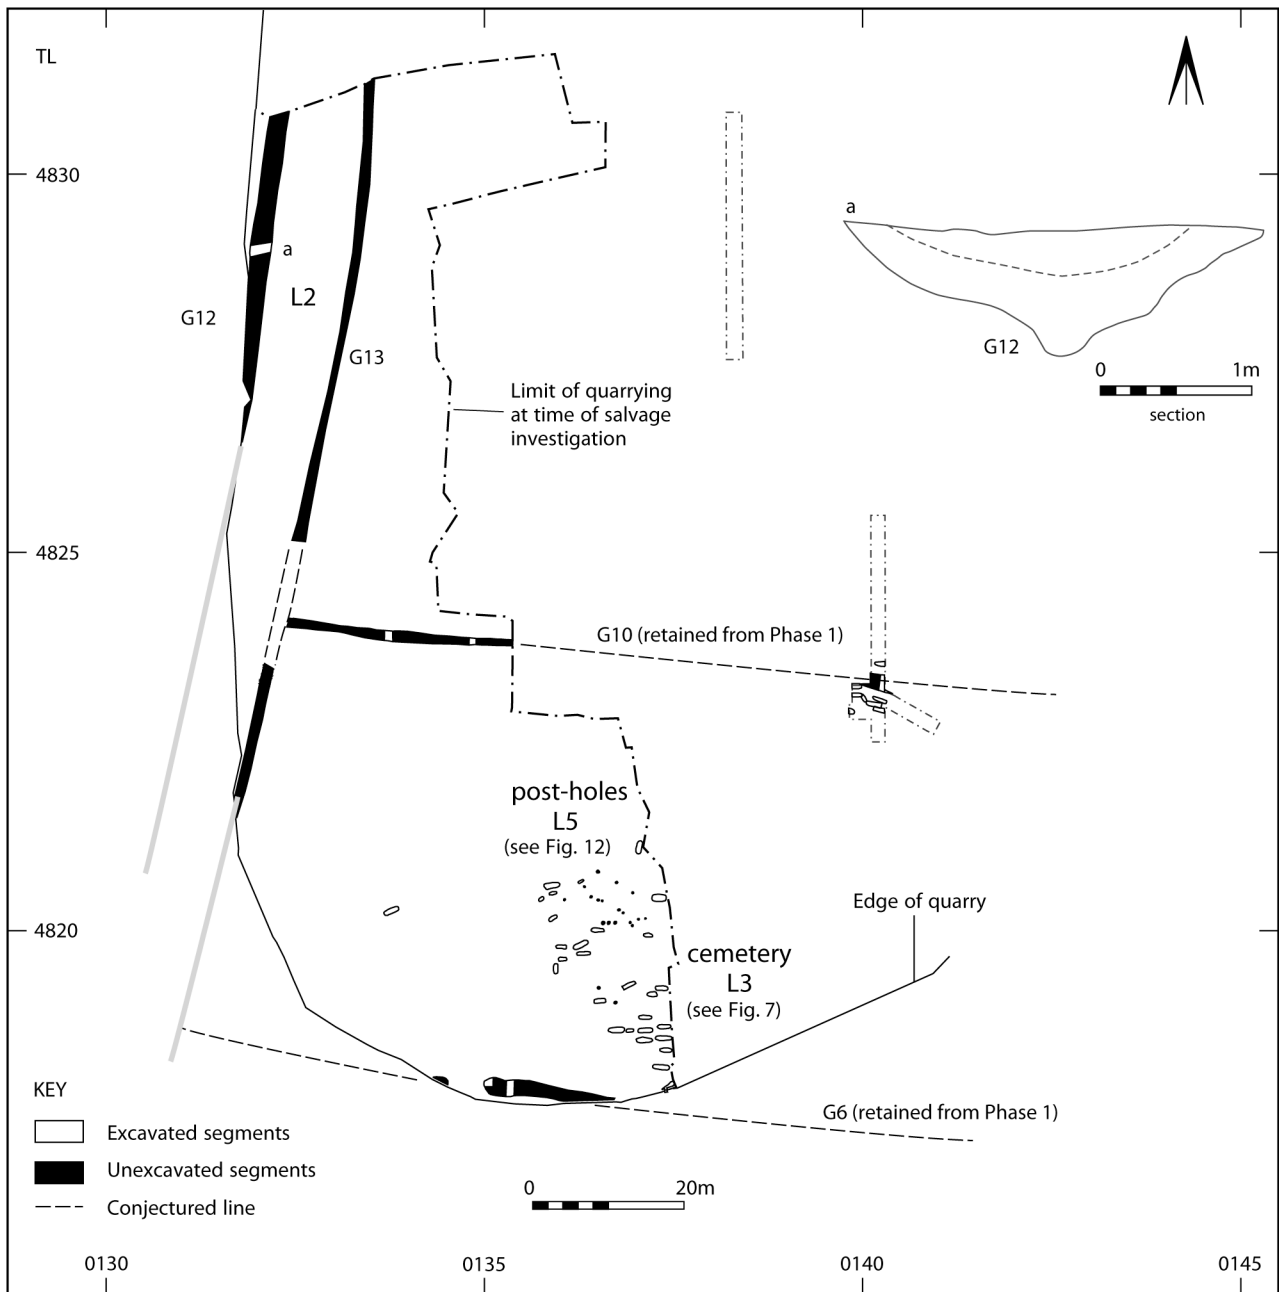 TL
4830
a
a
L2
G12
G12
G13
0 1m
section
Limit of quarrying
at time of salvage
investigation
4825
G10 (retained from Phase 1)
post-holes
L5
(see Fig. 12)
Edge of quarry
4820
cemetery
L3
(see Fig. 7)
KEY
G6 (retained from Phase 1)
Excavated segments
Unexcavated segments
Conjectured line
0 20m
0130 0135 0140 0145